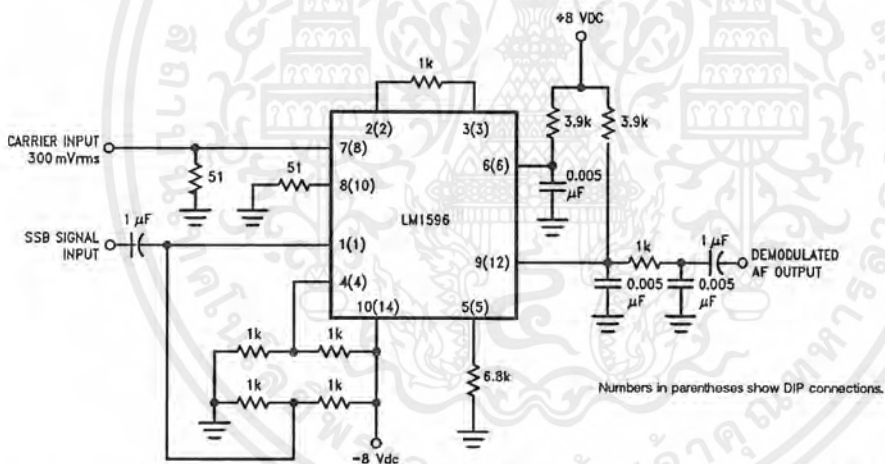 +8 VDC
1k
2(2)
3(3)
3.9k
3.9k
CARRIER INPUT
300 mVrms
7(8)
6(6)
51
0.005
μF
51
8(10)
LM1596
1 μF
SSB SIGNAL
INPUT
1(1)
9(12)
1k
1μF
DEMODULATED
AF OUTPUT
4(4)
0.005
μF
0.005
μF
10(14)
5(5)
1k
1k
6.8k
1k
1k
Numbers in parentheses show DIP connections.
-8 Vdc